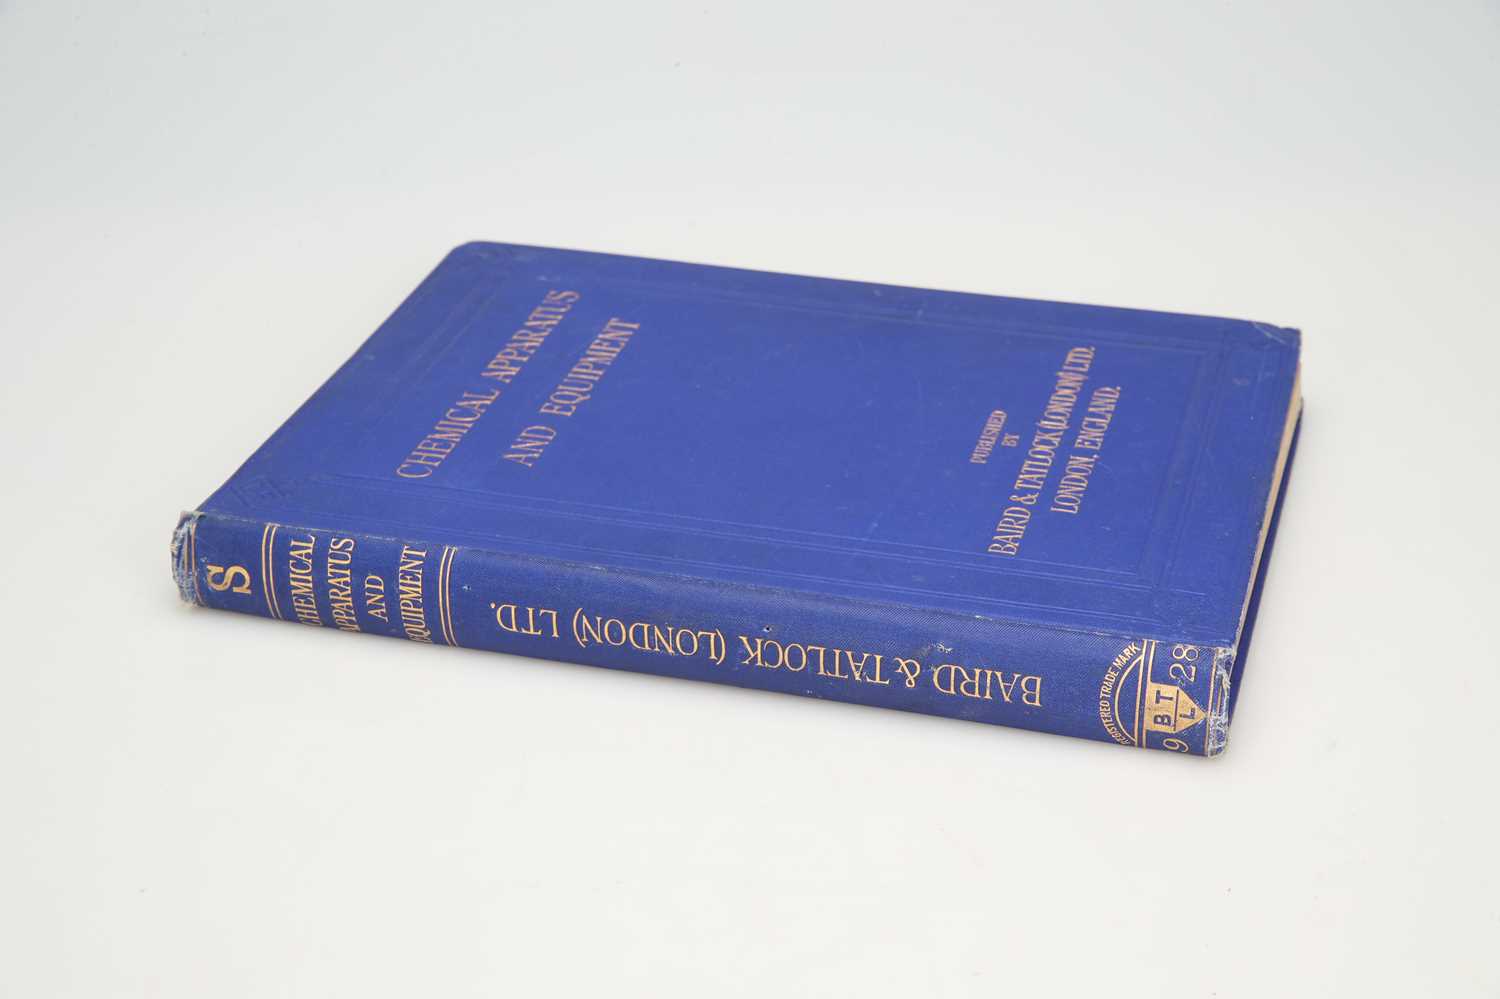 CHEMICAL APPARATUS
AND EQUIPMENT
PUBLISHED
BY
BAIRD & TATLOCK (LONDON) LTD.
LONDON, ENGLAND.
S
CHEMICAL
APPARATUS
AND
EQUIPMENT
BAIRD & TATLOCK (LONDON) LTD.
REGISTERED TRADE MARK
B T
L
9 28